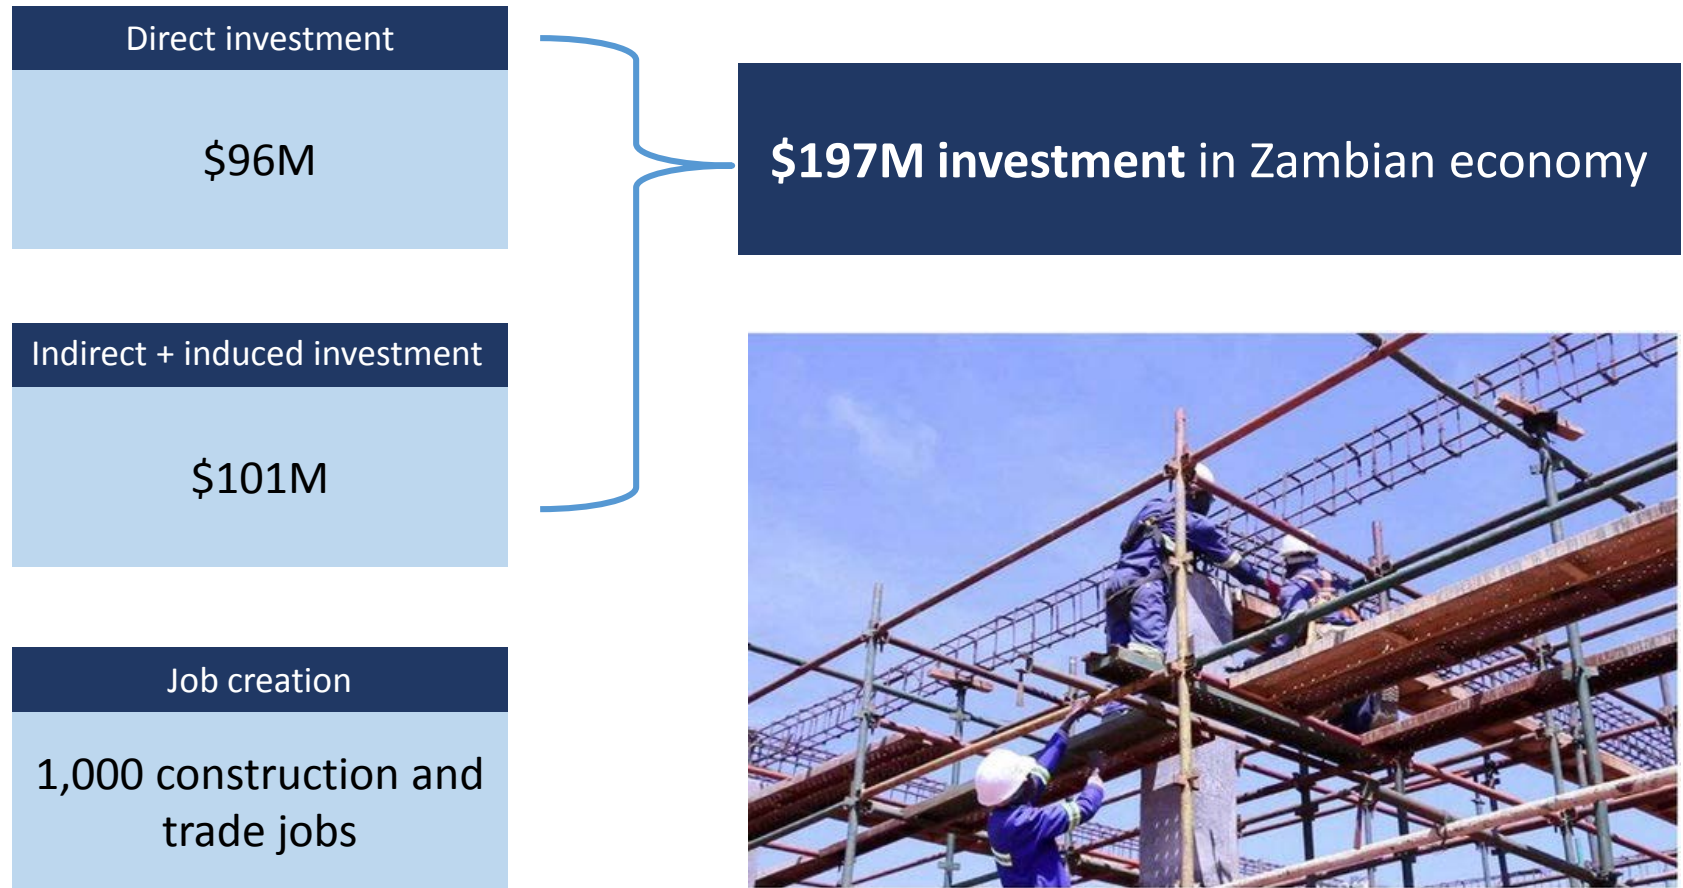 Direct investment
$96M
$197M investment in Zambian economy
Indirect + induced investment
$101M
Job creation
1,000 construction and
trade jobs